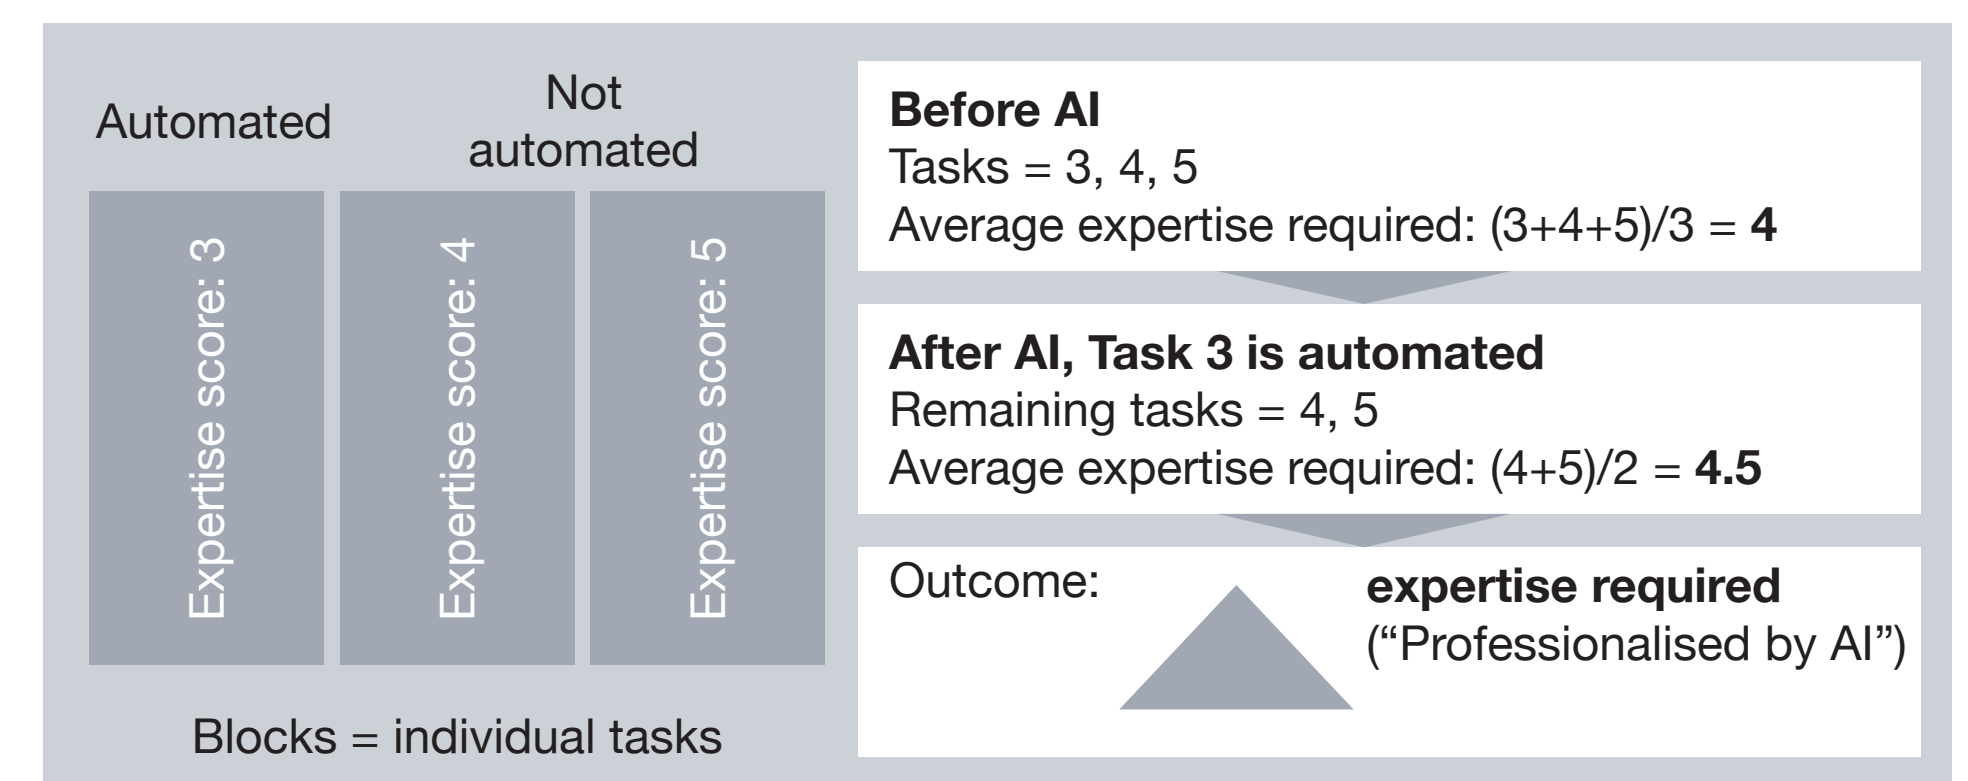 Automated
Not
automated
Expertise score: 3
Expertise score: 4
Expertise score: 5
Blocks = individual tasks
Before AI
Tasks = 3, 4, 5
Average expertise required: (3+4+5)/3 = 4
After AI, Task 3 is automated
Remaining tasks = 4, 5
Average expertise required: (4+5)/2 = 4.5
Outcome:
expertise required
(“Professionalised by AI”)